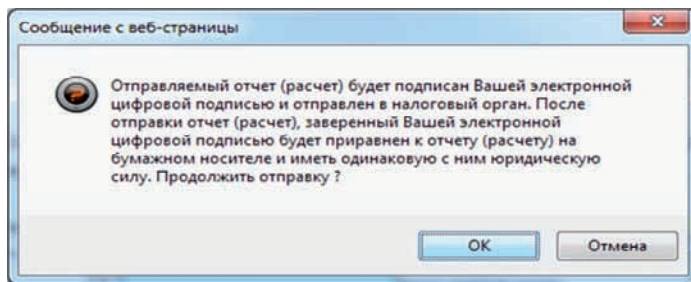 Сообщение с веб-страницы
Отправляемый отчет (расчет) будет подписан Вашей электронной
цифровой подписью и отправлен в налоговый орган. После
отправки отчет (расчет), заверенный Вашей электронной
цифровой подписью будет приравнен к отчету (расчету) на
бумажном носителе и иметь одинаковую с ним юридическую
силу. Продолжить отправку ?
ОК
Отмена